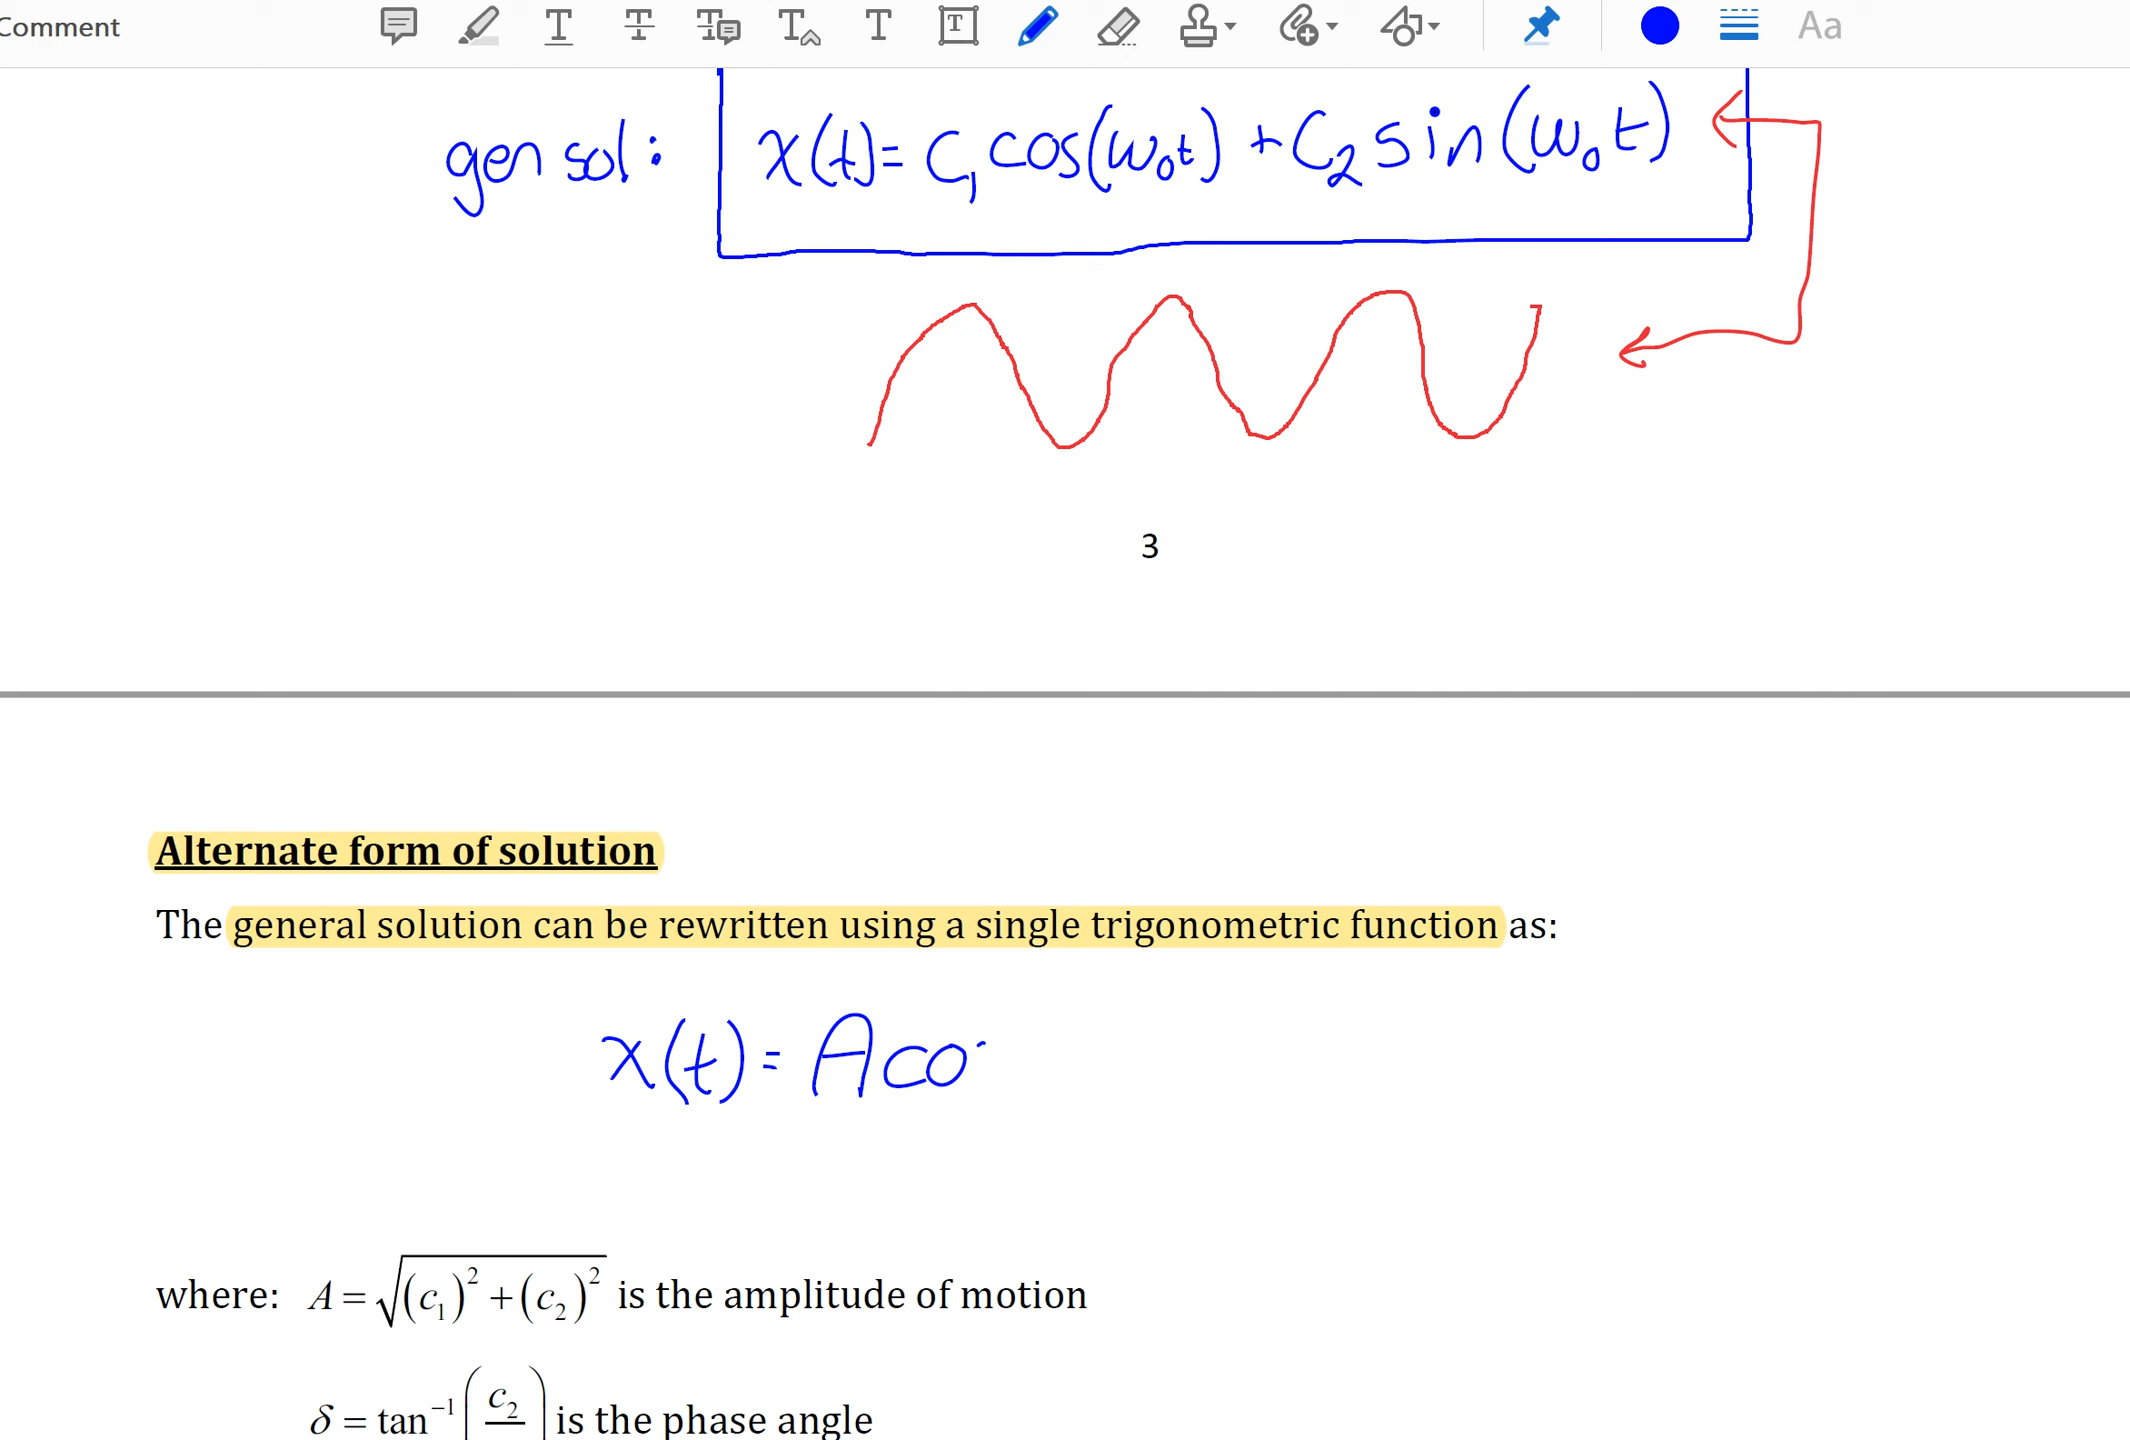 Comment
Aa
gen sol: x(t) = c₁cos(ω₀t) + C₂ sin(ω₀t)
3
Alternate form of solution
The general solution can be rewritten using a single trigonometric function as:
x(t) = Aco
where: A = √((c₁)² + (c₂)²) is the amplitude of motion
δ = tan⁻¹(c₂ is the phase angle